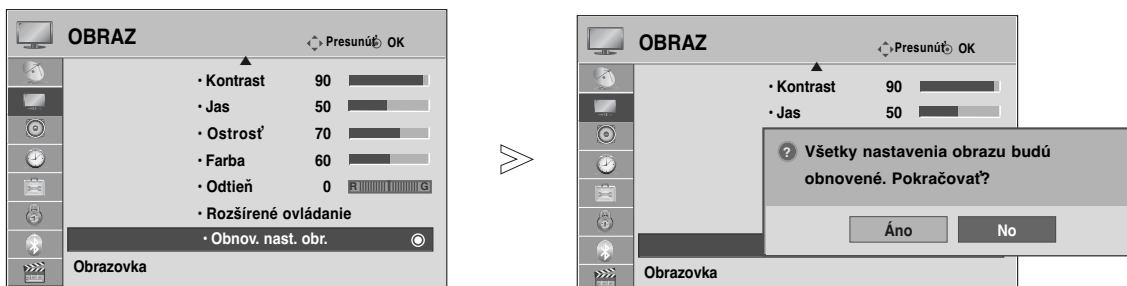 OBRAZ
Presunúť OK
• Kontrast 90
• Jas 50
• Ostrosť 70
• Farba 60
• Odtieň 0 R G
• Rozšírené ovládanie
• Obnov. nast. obr.
Obrazovka
OBRAZ
Presunúť OK
• Kontrast 90
• Jas 50
? Všetky nastavenia obrazu budú
obnovené. Pokračovať?
Áno No
Obrazovka